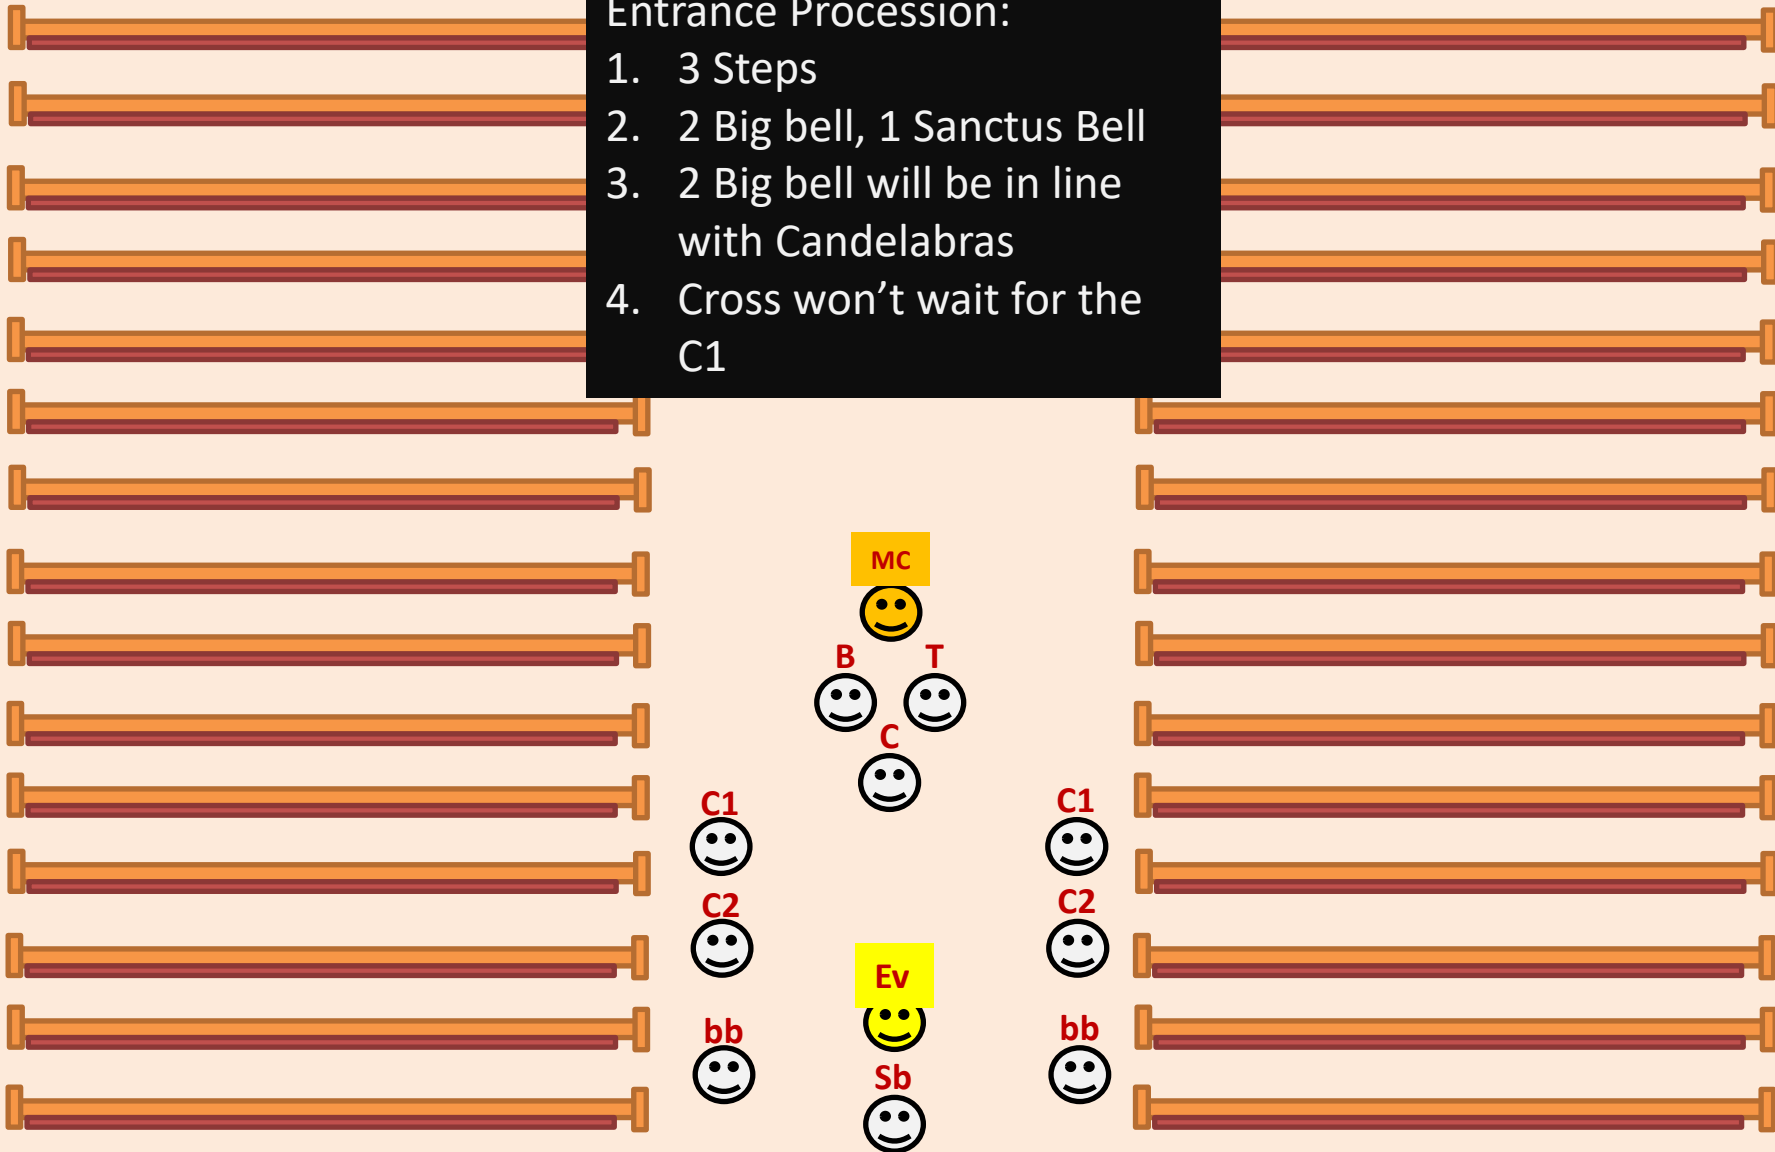 Entrance Procession:
1. 3 Steps
2. 2 Big bell, 1 Sanctus Bell
3. 2 Big bell will be in line
with Candelabras
4. Cross won’t wait for the
C1
MC
B T
C
C1 C1
C2 C2
Ev
bb bb
Sb